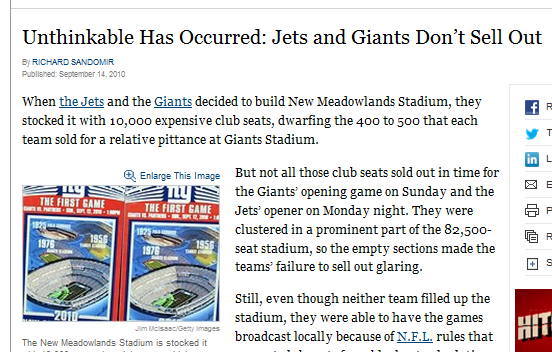 Unthinkable Has Occurred: Jets and Giants Don't Sell Out
By RICHARD SANDOMIR
Published: September 14, 2010
When the Jets and the Giants decided to build New Meadowlands Stadium, they
stocked it with 10,000 expensive club seats, dwarfing the 400 to 500 that each
team sold for a relative pittance at Giants Stadium.
Enlarge This Image
THE FIRST GAME
1925
1976
1956
2010
THE FIRST GAME
1925
1976
1956
Jim McIsaac/Getty Images
The New Meadowlands Stadium is stocked
But not all those club seats sold out in time for
the Giants' opening game on Sunday and the
Jets' opener on Monday night. They were
clustered in a prominent part of the 82,500-
seat stadium, so the empty sections made the
teams' failure to sell out glaring.
Still, even though neither team filled up the
stadium, they were able to have the games
broadcast locally because of N.F.L. rules that
R
T
L
E
P
R
S
HIT